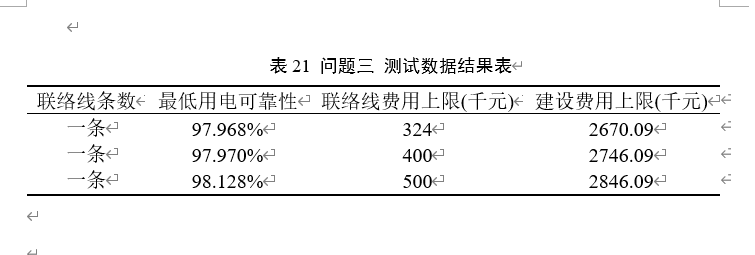 表 21 问题三 测试数据结果表
联络线条数 最低用电可靠性 联络线费用上限(千元) 建设费用上限(千元)
一条 97.968% 324 2670.09
一条 97.970% 400 2746.09
一条 98.128% 500 2846.09